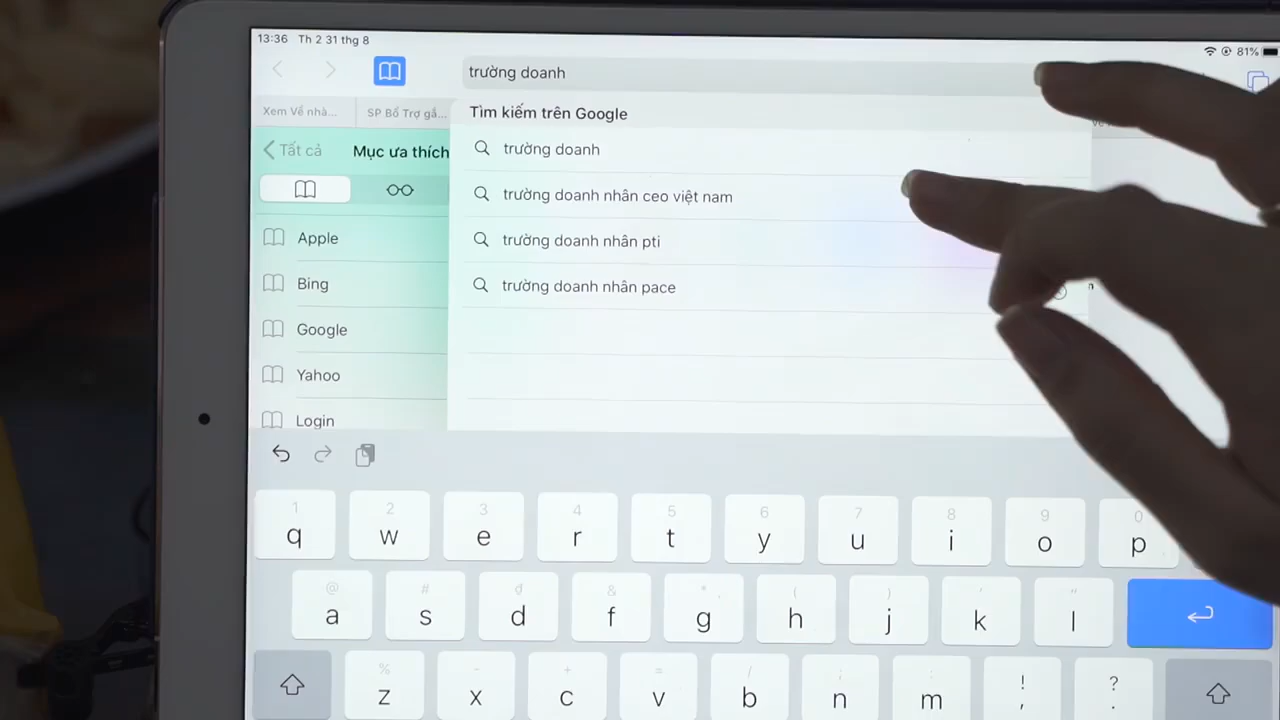 13:36 Th 2 31 thg 8
81%
trường doanh
Xem Về nhà...
SP Bổ Trợ gắ...
Tìm kiếm trên Google
Tất cả
Mục ưa thích
trường doanh
trường doanh nhân ceo việt nam
trường doanh nhân pti
trường doanh nhân pace
Apple
Bing
Google
Yahoo
Login
1 2 3 4 5 6 7 8 9 0
q w e r t y u i o p
@ # đ & * ( ) ' "
a s d f g h j k l
% - + = / ; : ! ?
z x c v b n m , .